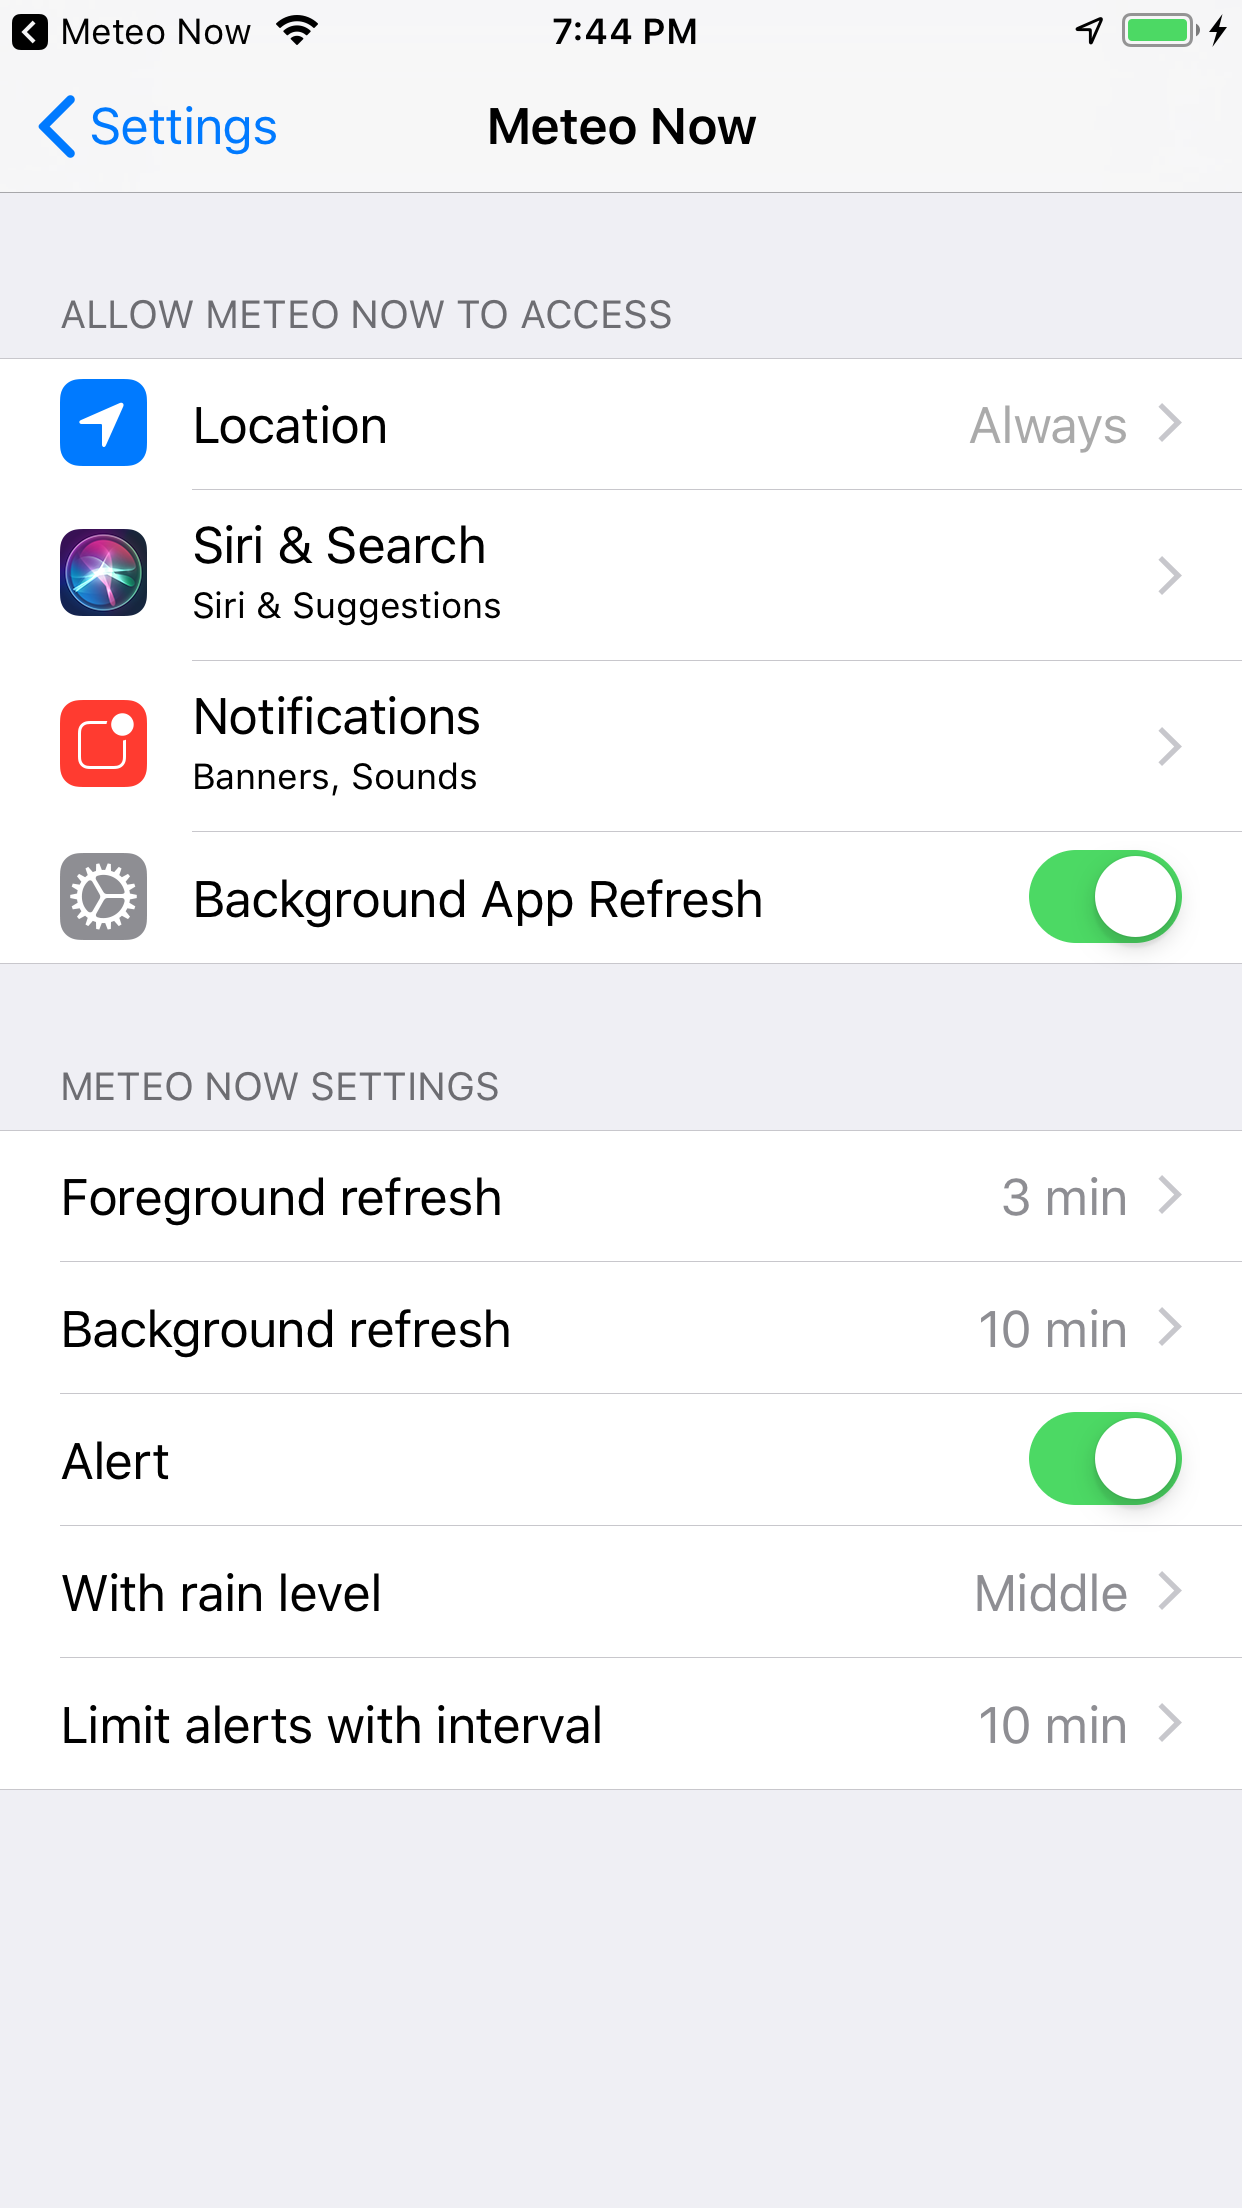 Meteo Now 7:44 PM
Settings Meteo Now
ALLOW METEO NOW TO ACCESS
Location Always
Siri & Search
Siri & Suggestions
Notifications
Banners, Sounds
Background App Refresh
METEO NOW SETTINGS
Foreground refresh 3 min
Background refresh 10 min
Alert
With rain level Middle
Limit alerts with interval 10 min